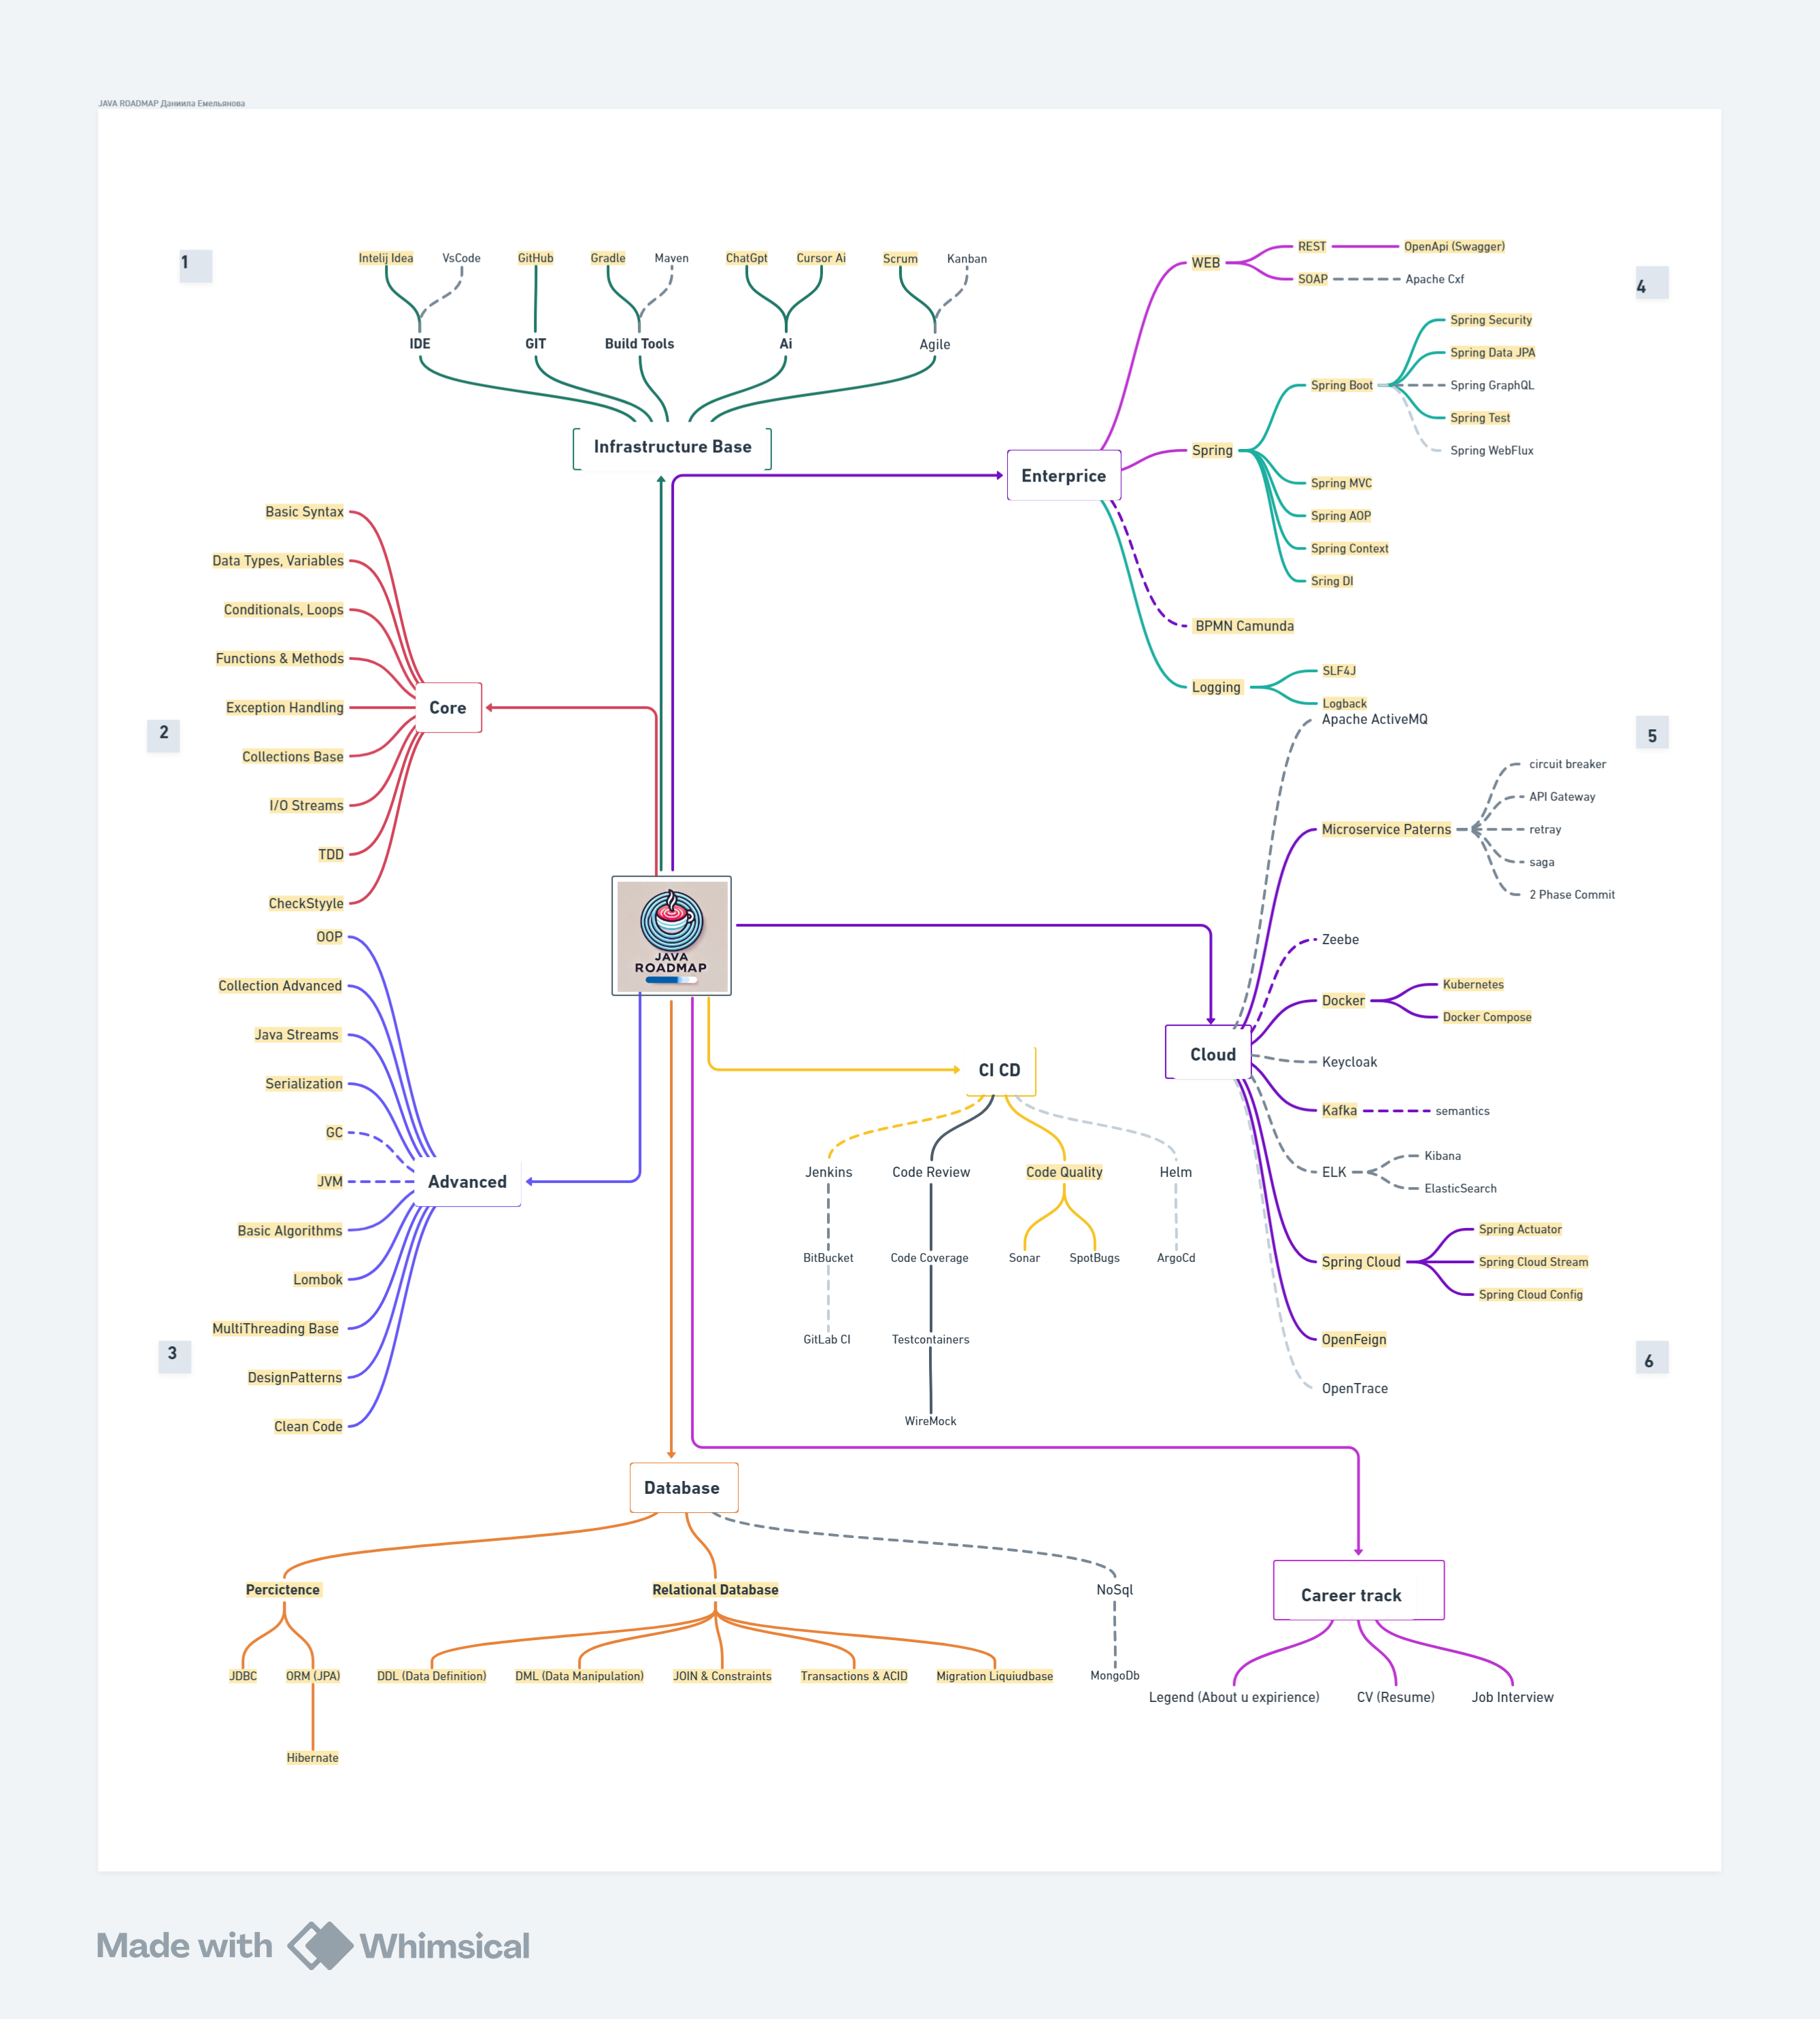 JAVA ROADMAP Даниила Емельянова
1
Intelij Idea
VsCode
GitHub
Gradle
Maven
ChatGpt
Cursor Ai
Scrum
Kanban
IDE
GIT
Build Tools
Ai
Agile
Infrastructure Base
4
WEB
REST
OpenApi (Swagger)
SOAP
Apache Cxf
Enterprice
Spring
Spring Boot
Spring Security
Spring Data JPA
Spring GraphQL
Spring Test
Spring WebFlux
Spring MVC
Spring AOP
Spring Context
Sring DI
BPMN Camunda
Logging
SLF4J
Logback
2
Basic Syntax
Data Types, Variables
Conditionals, Loops
Functions & Methods
Exception Handling
Collections Base
I/O Streams
TDD
CheckStyyle
Core
JAVA
ROADMAP
5
Apache ActiveMQ
Microservice Paterns
circuit breaker
API Gateway
retray
saga
2 Phase Commit
Zeebe
Docker
Kubernetes
Docker Compose
Cloud
Keycloak
Kafka
semantics
ELK
Kibana
ElasticSearch
Spring Cloud
Spring Actuator
Spring Cloud Stream
Spring Cloud Config
OpenFeign
OpenTrace
6
3
OOP
Collection Advanced
Java Streams
Serialization
GC
JVM
Basic Algorithms
Lombok
MultiThreading Base
DesignPatterns
Clean Code
Advanced
CI CD
Jenkins
Code Review
Code Quality
Helm
BitBucket
Code Coverage
Sonar
SpotBugs
ArgoCd
GitLab CI
Testcontainers
WireMock
Database
Percictence
Relational Database
NoSql
JDBC
ORM (JPA)
DDL (Data Definition)
DML (Data Manipulation)
JOIN & Constraints
Transactions & ACID
Migration Liquiudbase
MongoDb
Hibernate
Career track
Legend (About u expirience)
CV (Resume)
Job Interview
Made with Whimsical